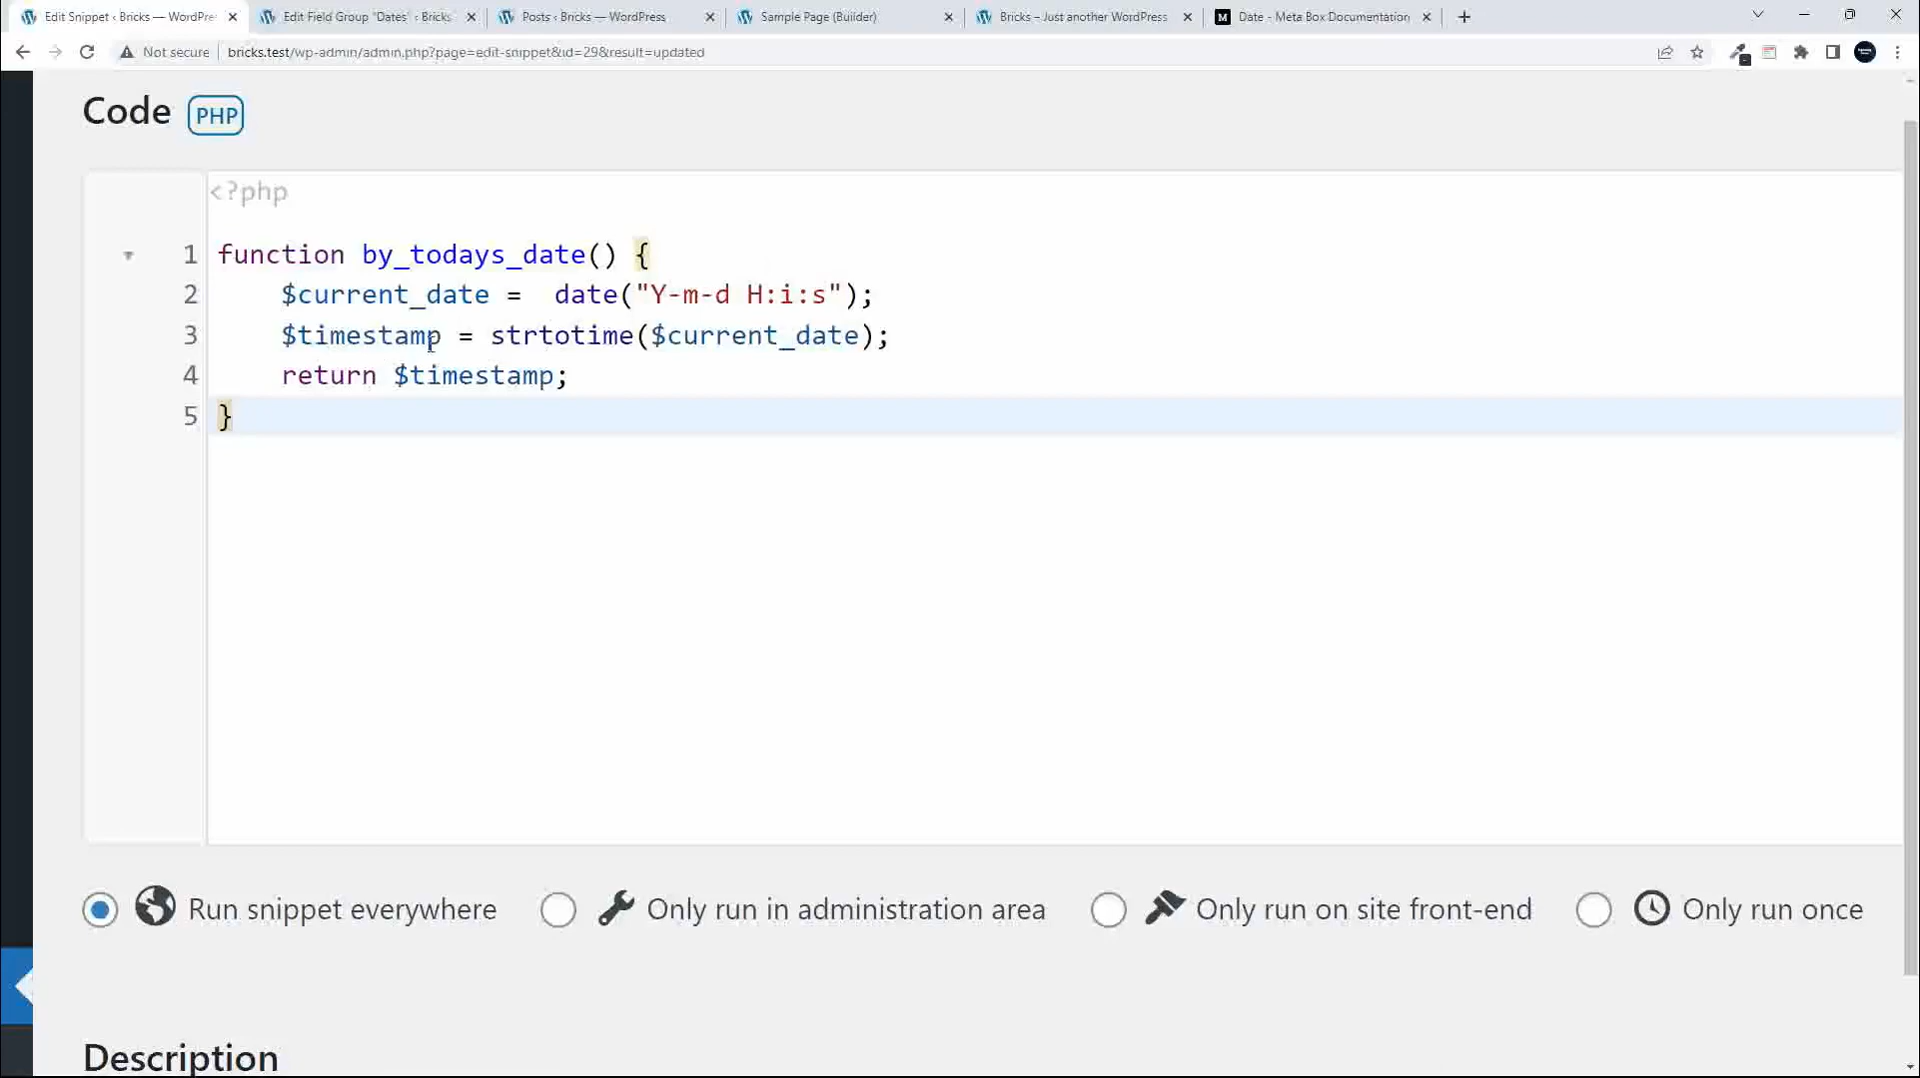 Edit Snippet ‹ Bricks — WordPre
Edit Field Group "Dates" ‹ Bricks
Posts ‹ Bricks — WordPress
Sample Page (Builder)
Bricks – Just another WordPress
Date - Meta Box Documentation
Not secure
bricks.test/wp-admin/admin.php?page=edit-snippet&id=29&result=updated
Code PHP
<?php
1 function by_todays_date() {
2 $current_date =  date("Y-m-d H:i:s");
3 $timestamp = strtotime($current_date);
4 return $timestamp;
5 }
Run snippet everywhere
Only run in administration area
Only run on site front-end
Only run once
Description